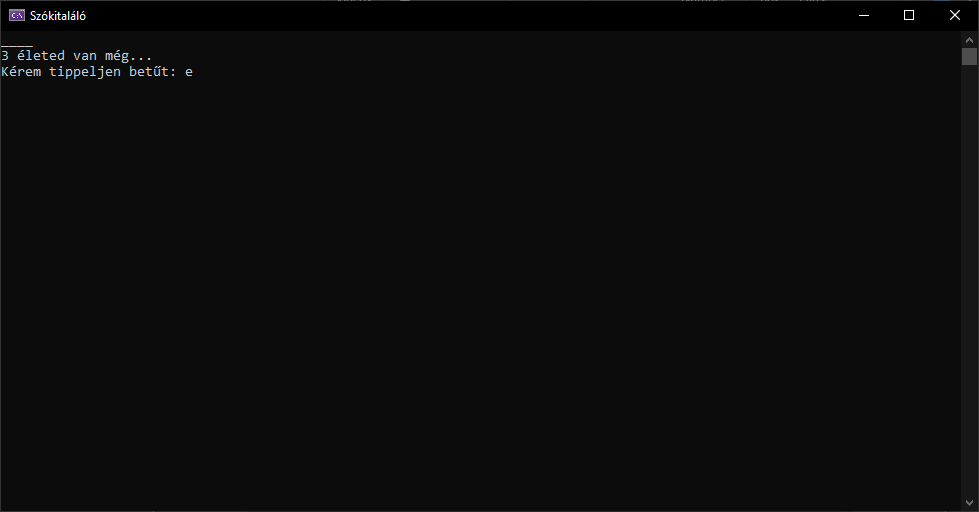 Szókitaláló
____
3 életed van még...
Kérem tippeljen betűt: e